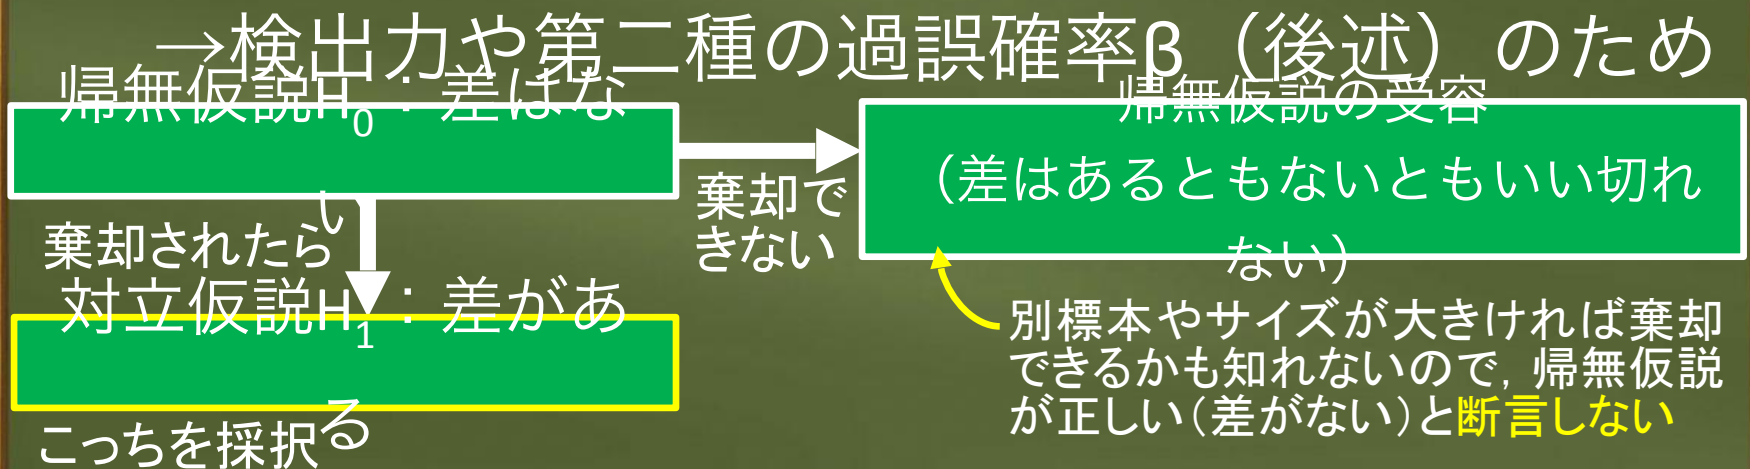 →検出力や第二種の過誤確率β（後述）のため
帰無仮説H0：差はな
い
棄却されたら
対立仮説H1：差があ
る
こっちを採択
棄却で
きない
帰無仮説の受容
（差はあるともないともいい切れ
ない）
別標本やサイズが大きければ棄却
できるかも知れないので，帰無仮説
が正しい（差がない）と断言しない